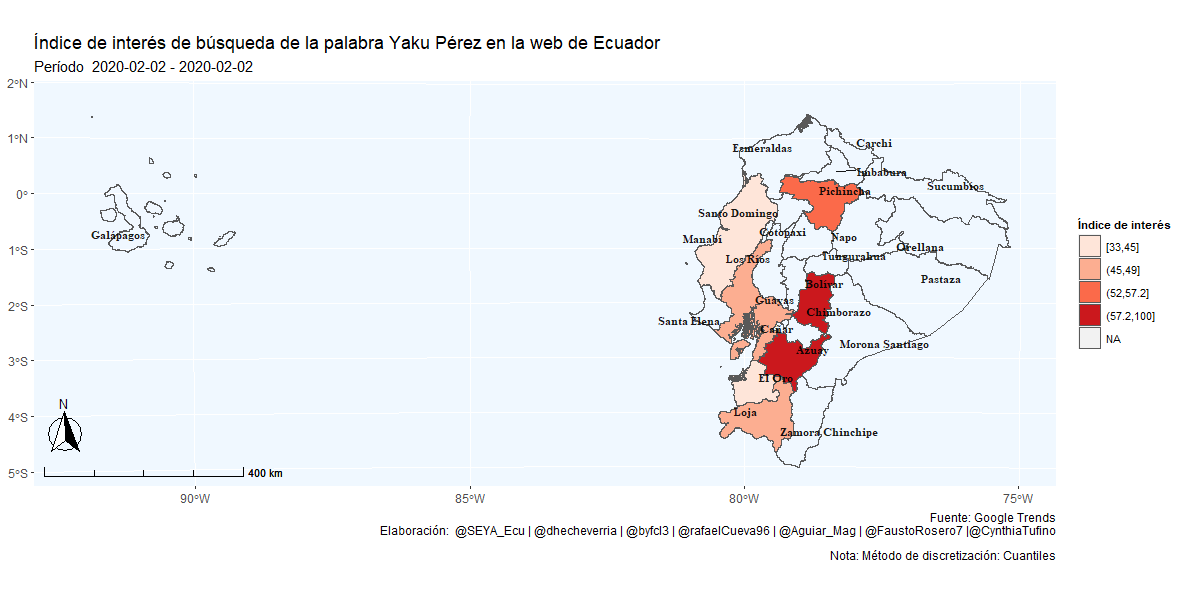 Índice de interés de búsqueda de la palabra Yaku Pérez en la web de Ecuador
Período  2020-02-02 - 2020-02-02
2°N
1°N
0°
1°S
2°S
3°S
4°S
5°S
90°W
85°W
80°W
75°W
Esmeraldas
Carchi
Imbabura
Sucumbios
Pichincha
Santo Domingo
Galápagos
Manabi
Cotopaxi
Napo
Orellana
Los Rios
Tungurahua
Pastaza
Bolivar
Guayas
Chimborazo
Santa Elena
Cañar
Morona Santiago
Azuay
El Oro
Loja
Zamora Chinchipe
N
400 km
Índice de interés
[33,45]
(45,49]
(52,57.2]
(57.2,100]
NA
Fuente: Google Trends
Elaboración:  @SEYA_Ecu | @dhecheverria | @byfcl3 | @rafaelCueva96 | @Aguiar_Mag | @FaustoRosero7 |@CynthiaTufino
Nota: Método de discretización: Cuantiles